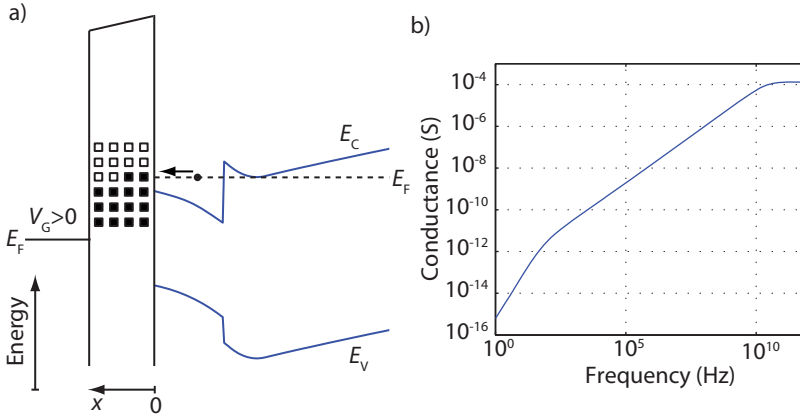 a)
E_C
E_F
V_G>0
E_F
Energy
E_V
x
0
b)
Conductance (S)
10^-4
10^-6
10^-8
10^-10
10^-12
10^-14
10^-16
10^0
10^5
10^10
Frequency (Hz)